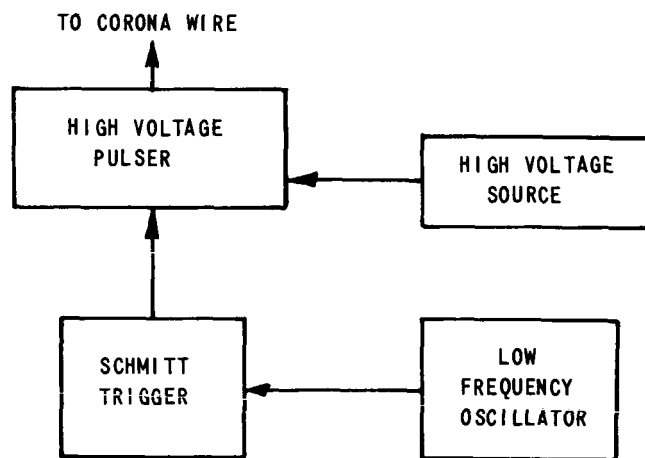 TO CORONA WIRE
HIGH VOLTAGE
PULSER
HIGH VOLTAGE
SOURCE
SCHMITT
TRIGGER
LOW
FREQUENCY
OSCILLATOR